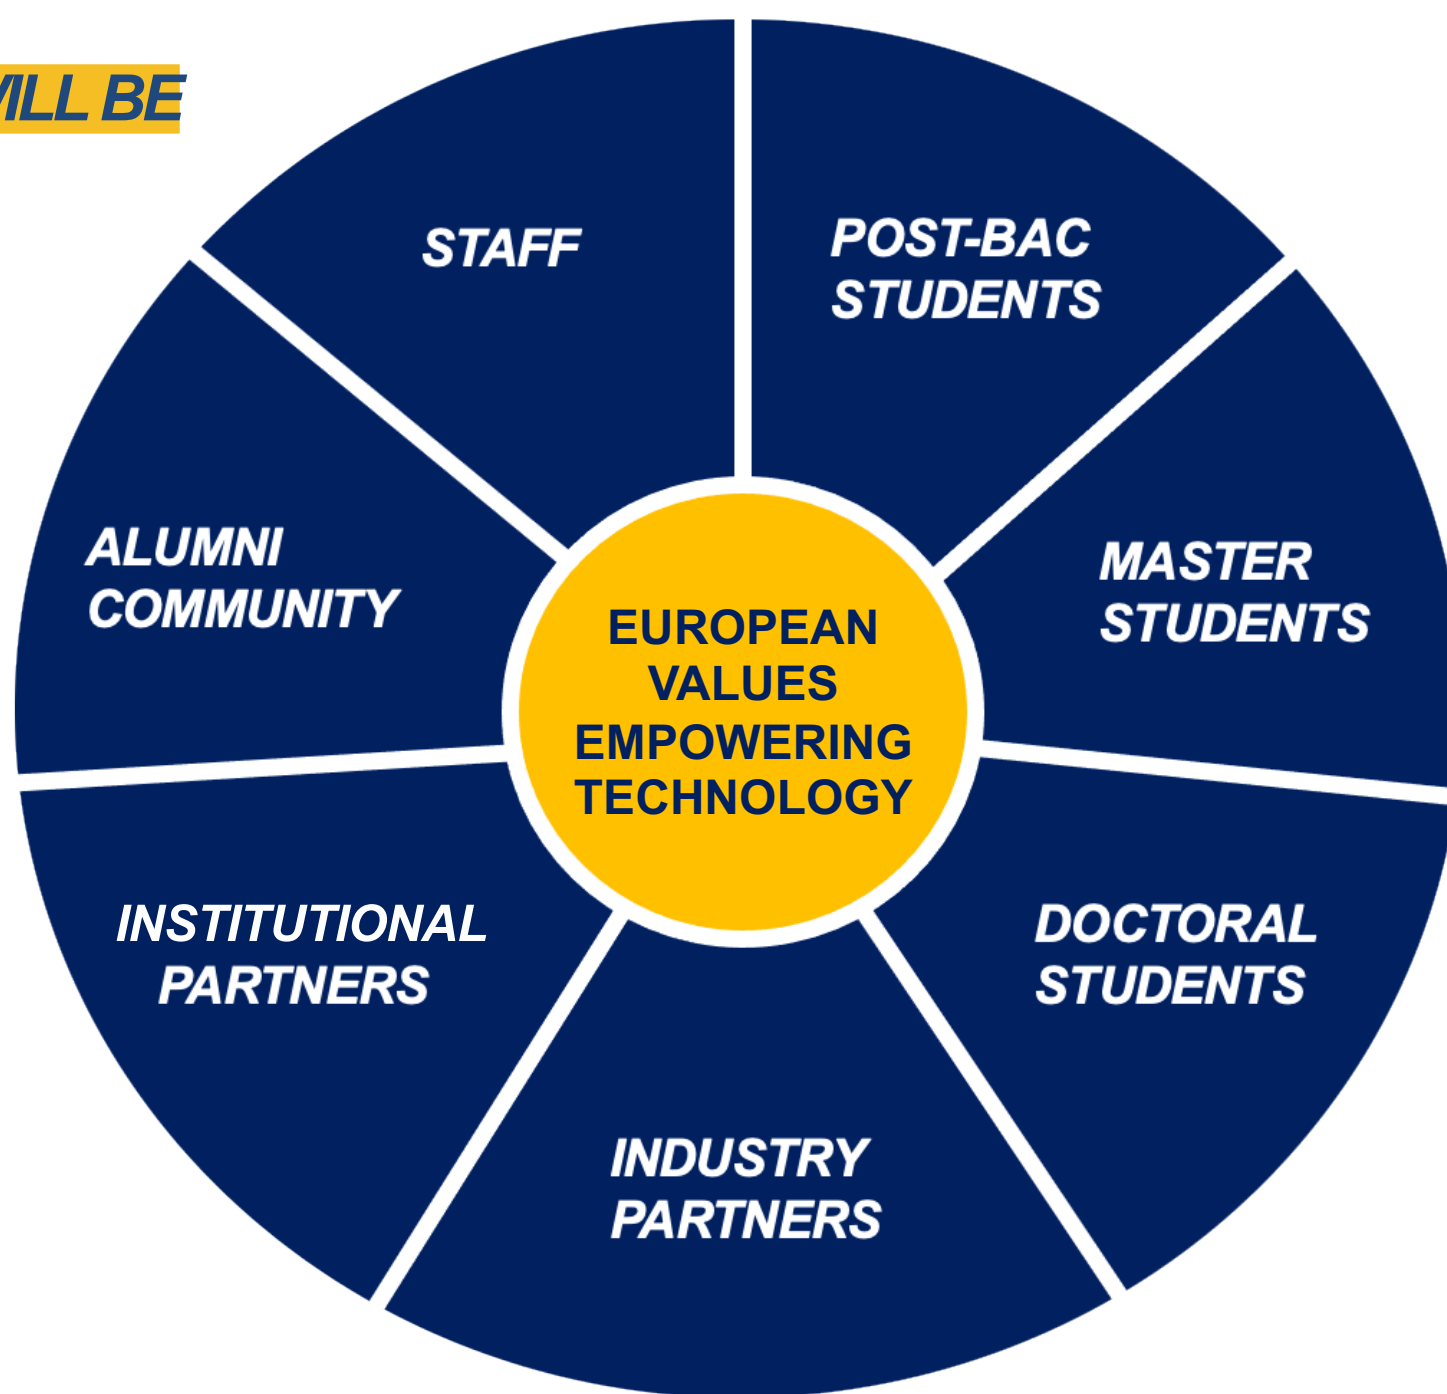 WILL BE
STAFF
POST-BAC
STUDENTS
ALUMNI
COMMUNITY
MASTER
STUDENTS
EUROPEAN
VALUES
EMPOWERING
TECHNOLOGY
INSTITUTIONAL
PARTNERS
DOCTORAL
STUDENTS
INDUSTRY
PARTNERS